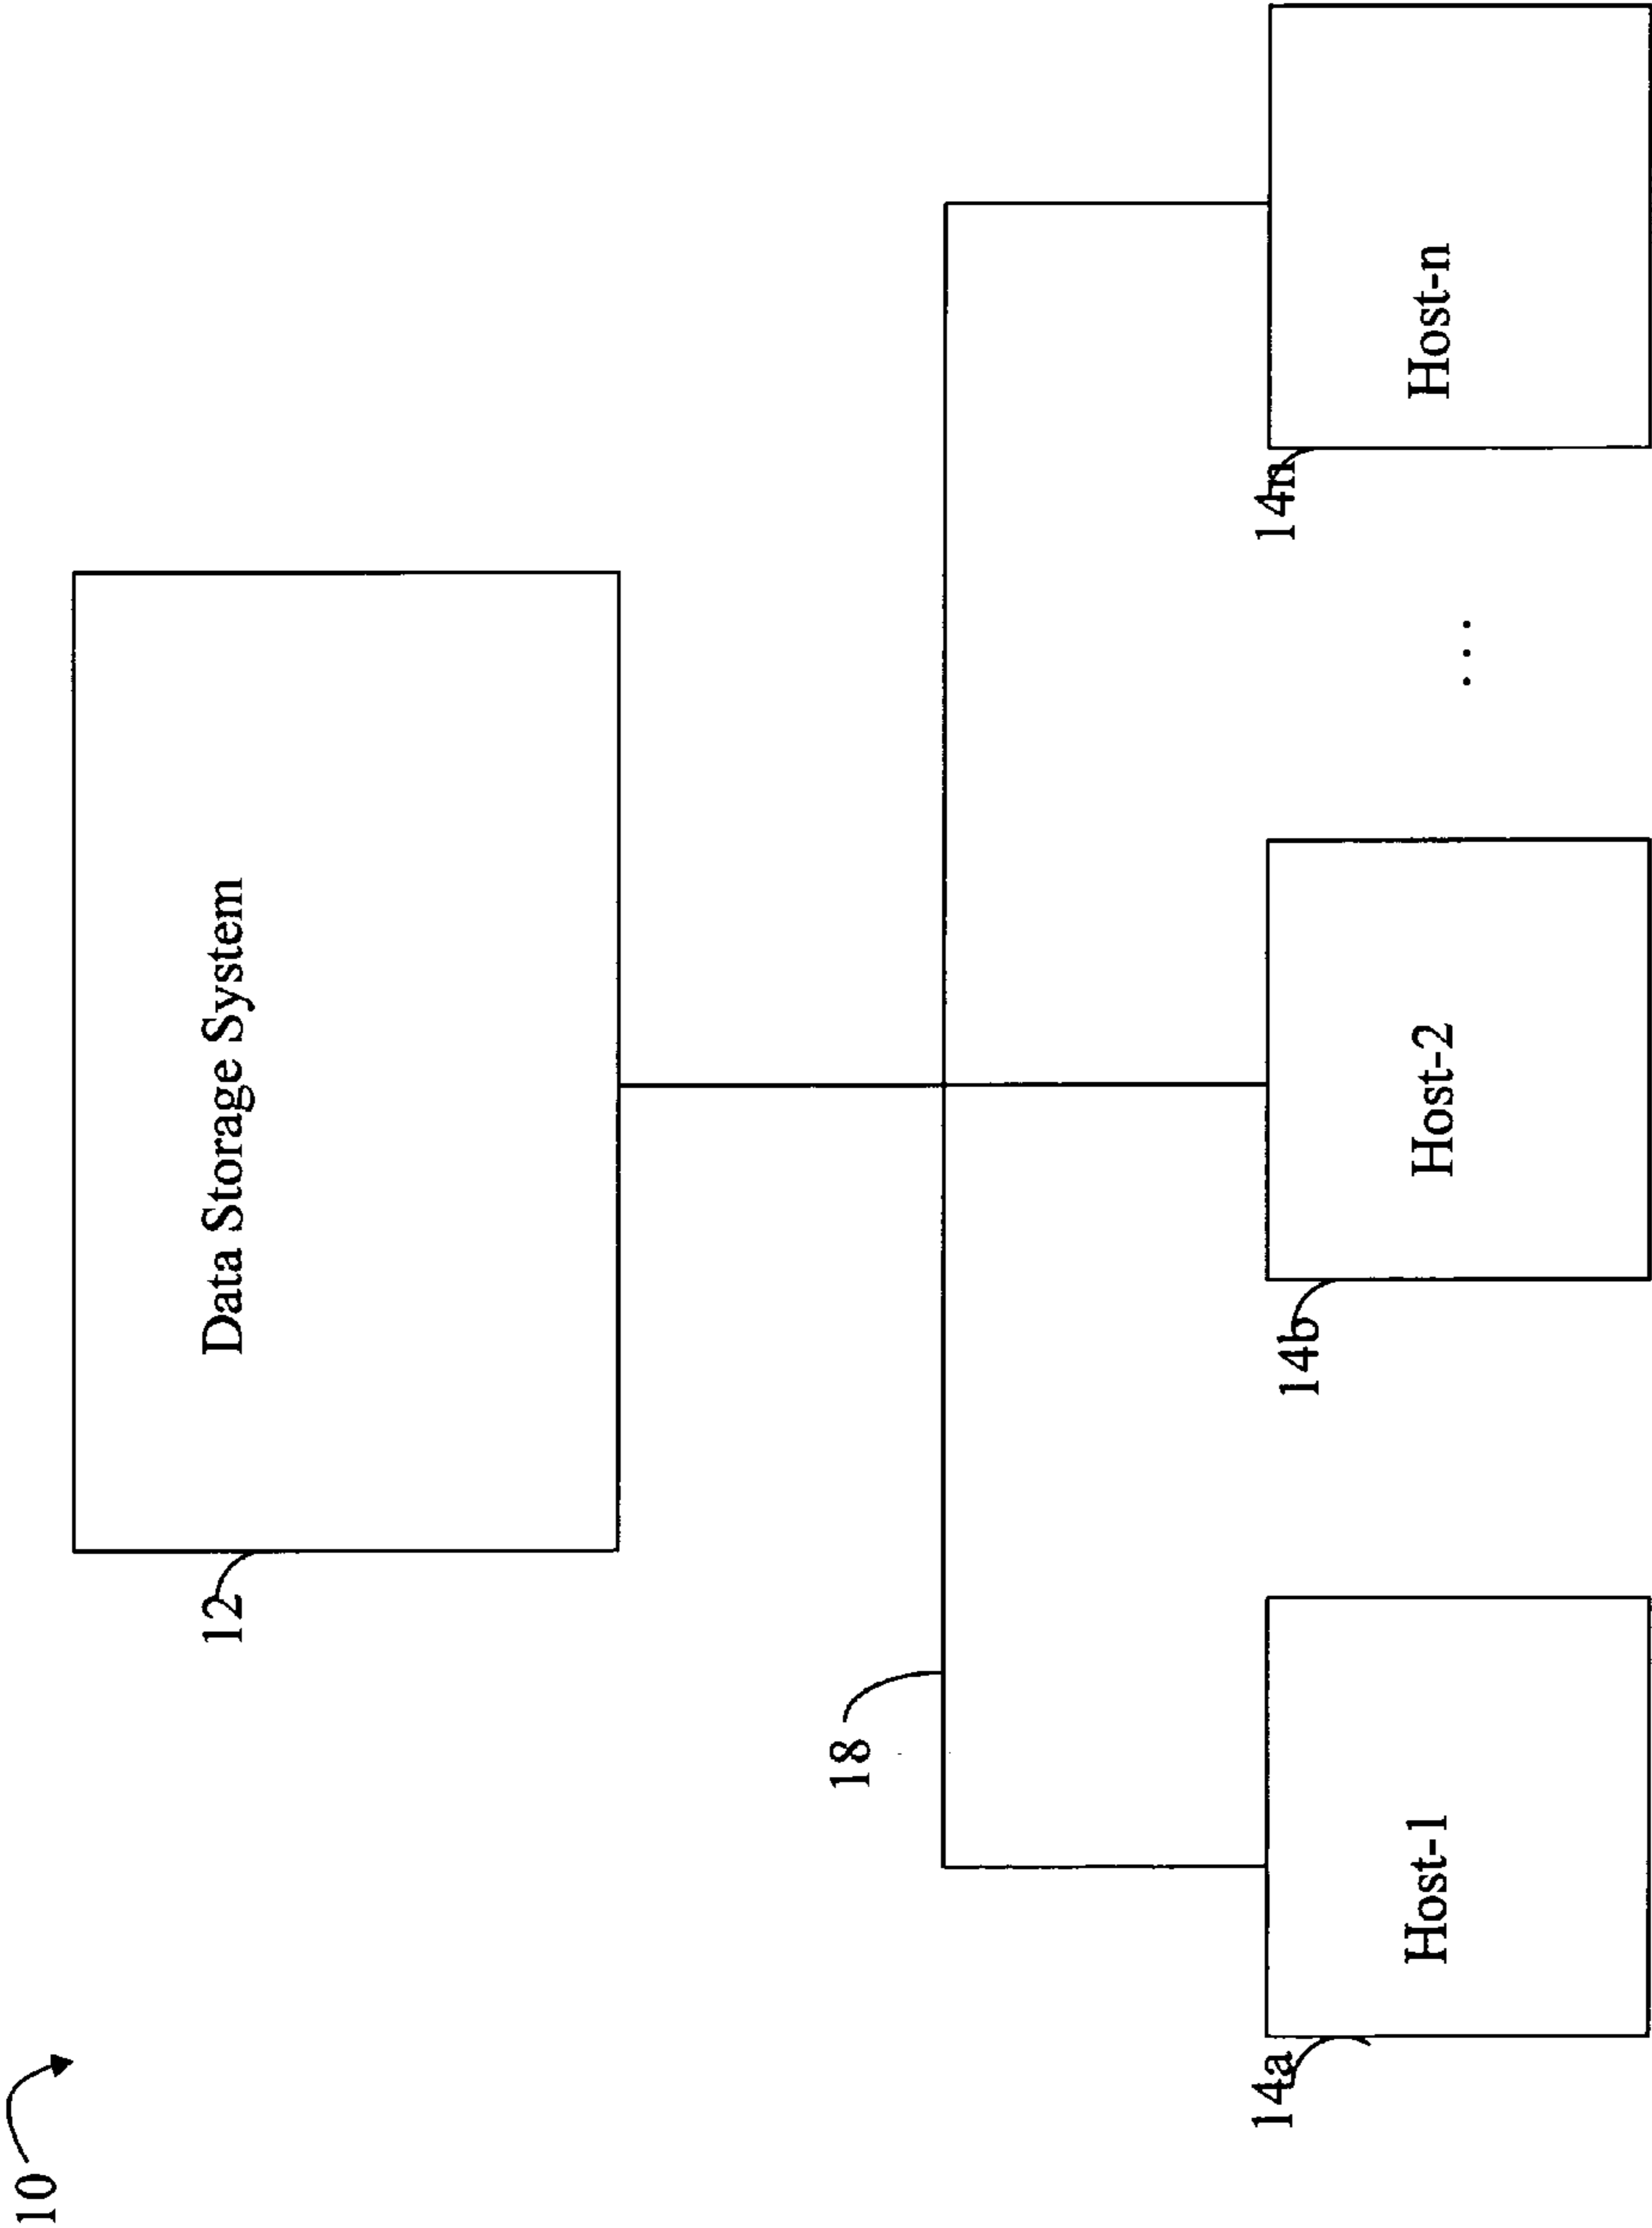 10
12
Data Storage System
18
14a
Host-1
14b
Host-2
...
14n
Host-n